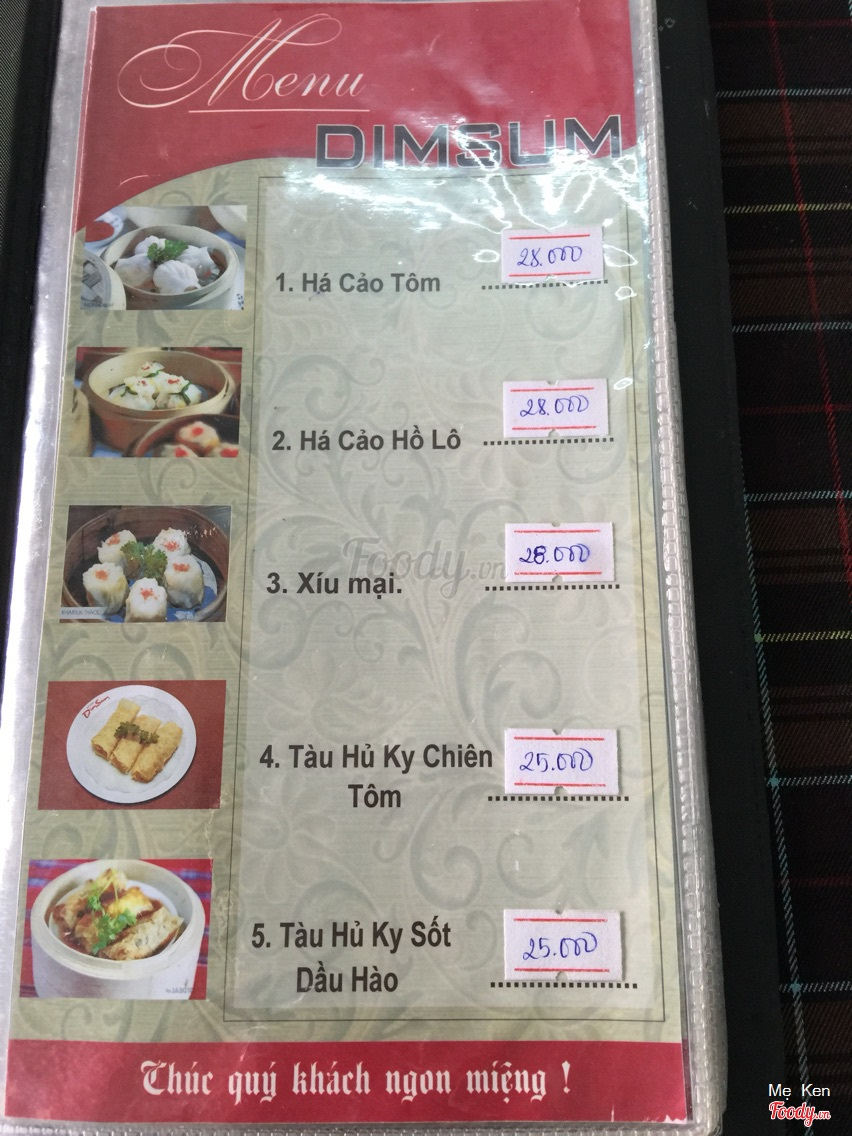 Menu
DIMSUM
1. Há Cảo Tôm 28.000
2. Há Cảo Hồ Lô 28.000
3. Xíu mại. 28.000
4. Tàu Hủ Ky Chiên
Tôm 25.000
5. Tàu Hủ Ky Sốt
Dầu Hào 25.000
Foody.vn
DimSum
Thúc quý khách ngon miệng !
Mẹ Ken
Foody.vn